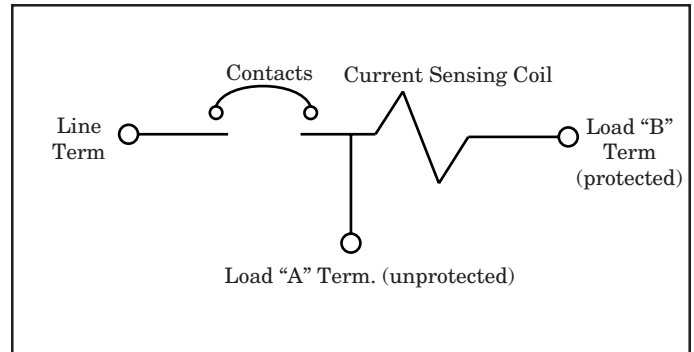 Contacts
Current Sensing Coil
Line
Term
Load “B”
Term
(protected)
Load “A” Term. (unprotected)